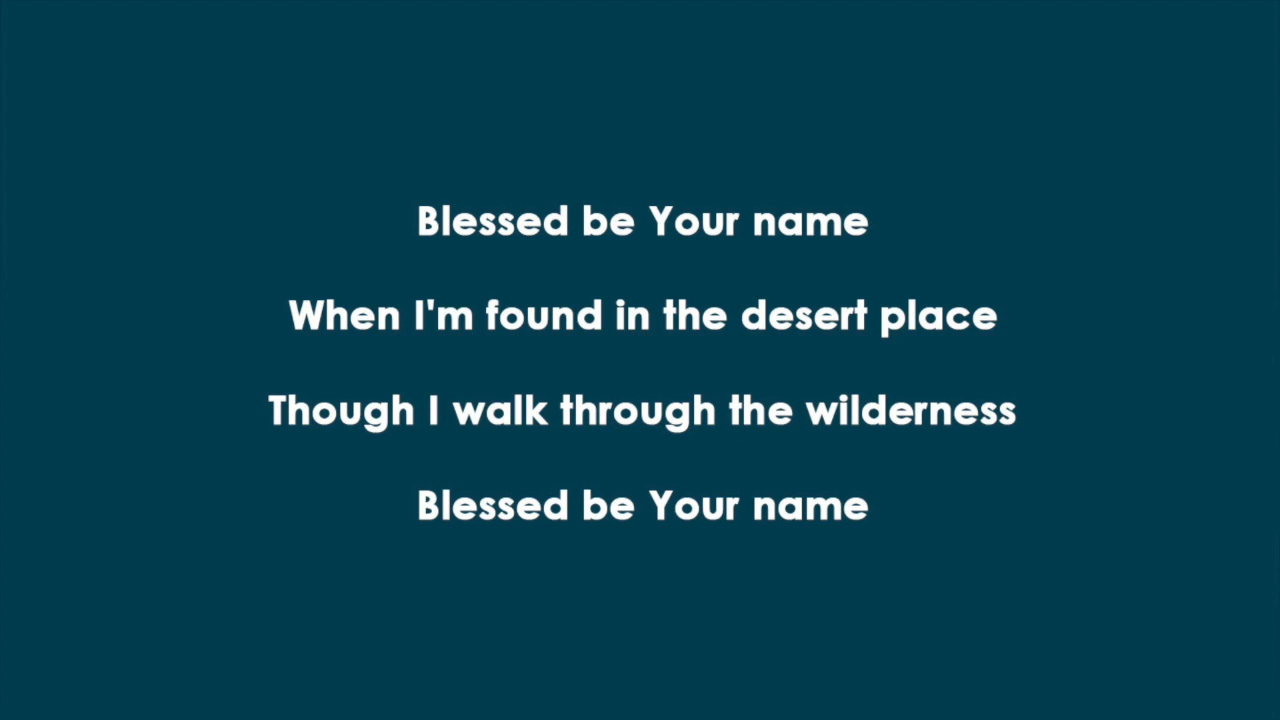 Blessed be Your name
When I'm found in the desert place
Though I walk through the wilderness
Blessed be Your name